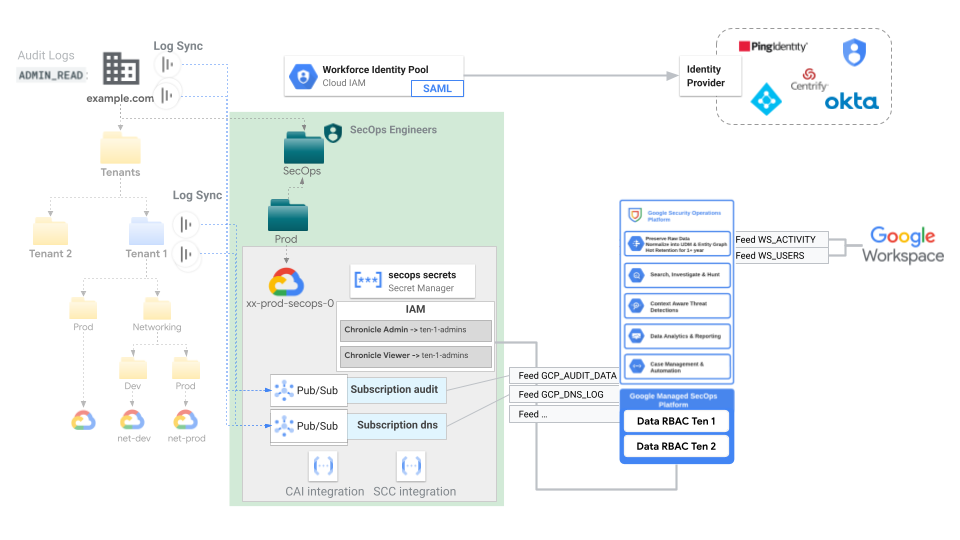 Audit Logs
ADMIN_READ:
Log Sync
example.com
Workforce Identity Pool
Cloud IAM
SAML
Identity
Provider
PingIdentity
Centrify
okta
SecOps Engineers
SecOps
Tenants
Log Sync
Tenant 2
Tenant 1
Prod
Prod
Networking
Dev
Prod
net-dev
net-prod
xx-prod-secops-0
secops secrets
Secret Manager
IAM
Chronicle Admin -> ten-1-admins
Chronicle Viewer -> ten-1-admins
Pub/Sub
Subscription audit
Pub/Sub
Subscription dns
CAI integration
SCC integration
Feed GCP_AUDIT_DATA
Feed GCP_DNS_LOG
Feed ...
Google Security Operations
Platform
Preserve Raw Data
Normalize into UDM & Entity Graph
Hot Retention for 1+ year
Search, Investigate & Hunt
Context Aware Threat
Detections
Data Analytics & Reporting
Case Management &
Automation
Google Managed SecOps
Platform
Data RBAC Ten 1
Data RBAC Ten 2
Feed WS_ACTIVITY
Feed WS_USERS
Google
Workspace